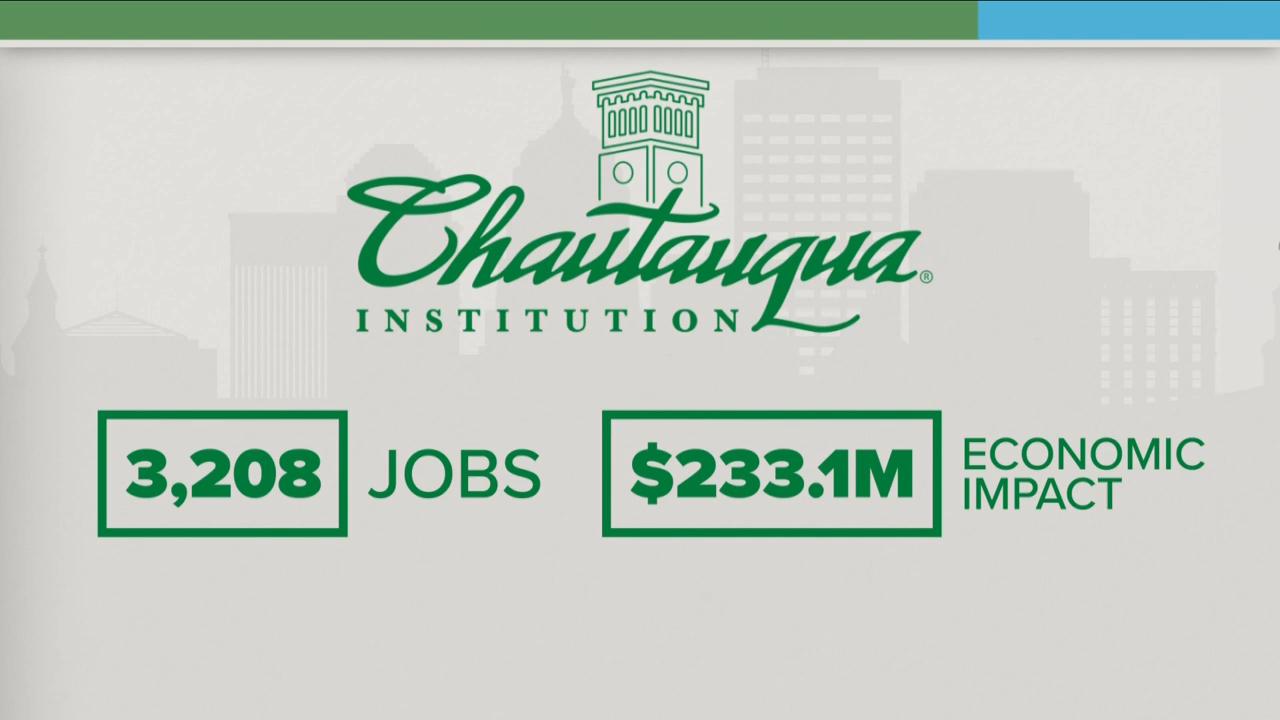 Chautauqua®
INSTITUTION
3,208 JOBS
$233.1M ECONOMIC
IMPACT